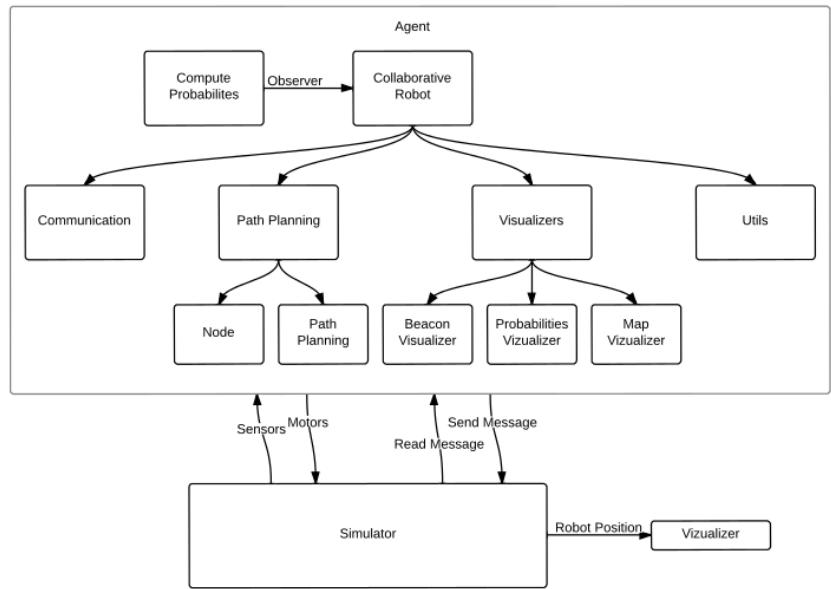 Agent
Compute
Probabilites
Observer
Collaborative
Robot
Communication
Path Planning
Visualizers
Utils
Node
Path
Planning
Beacon
Visualizer
Probabilities
Vizualizer
Map
Vizualizer
Sensors
Motors
Read Message
Send Message
Simulator
Robot Position
Vizualizer